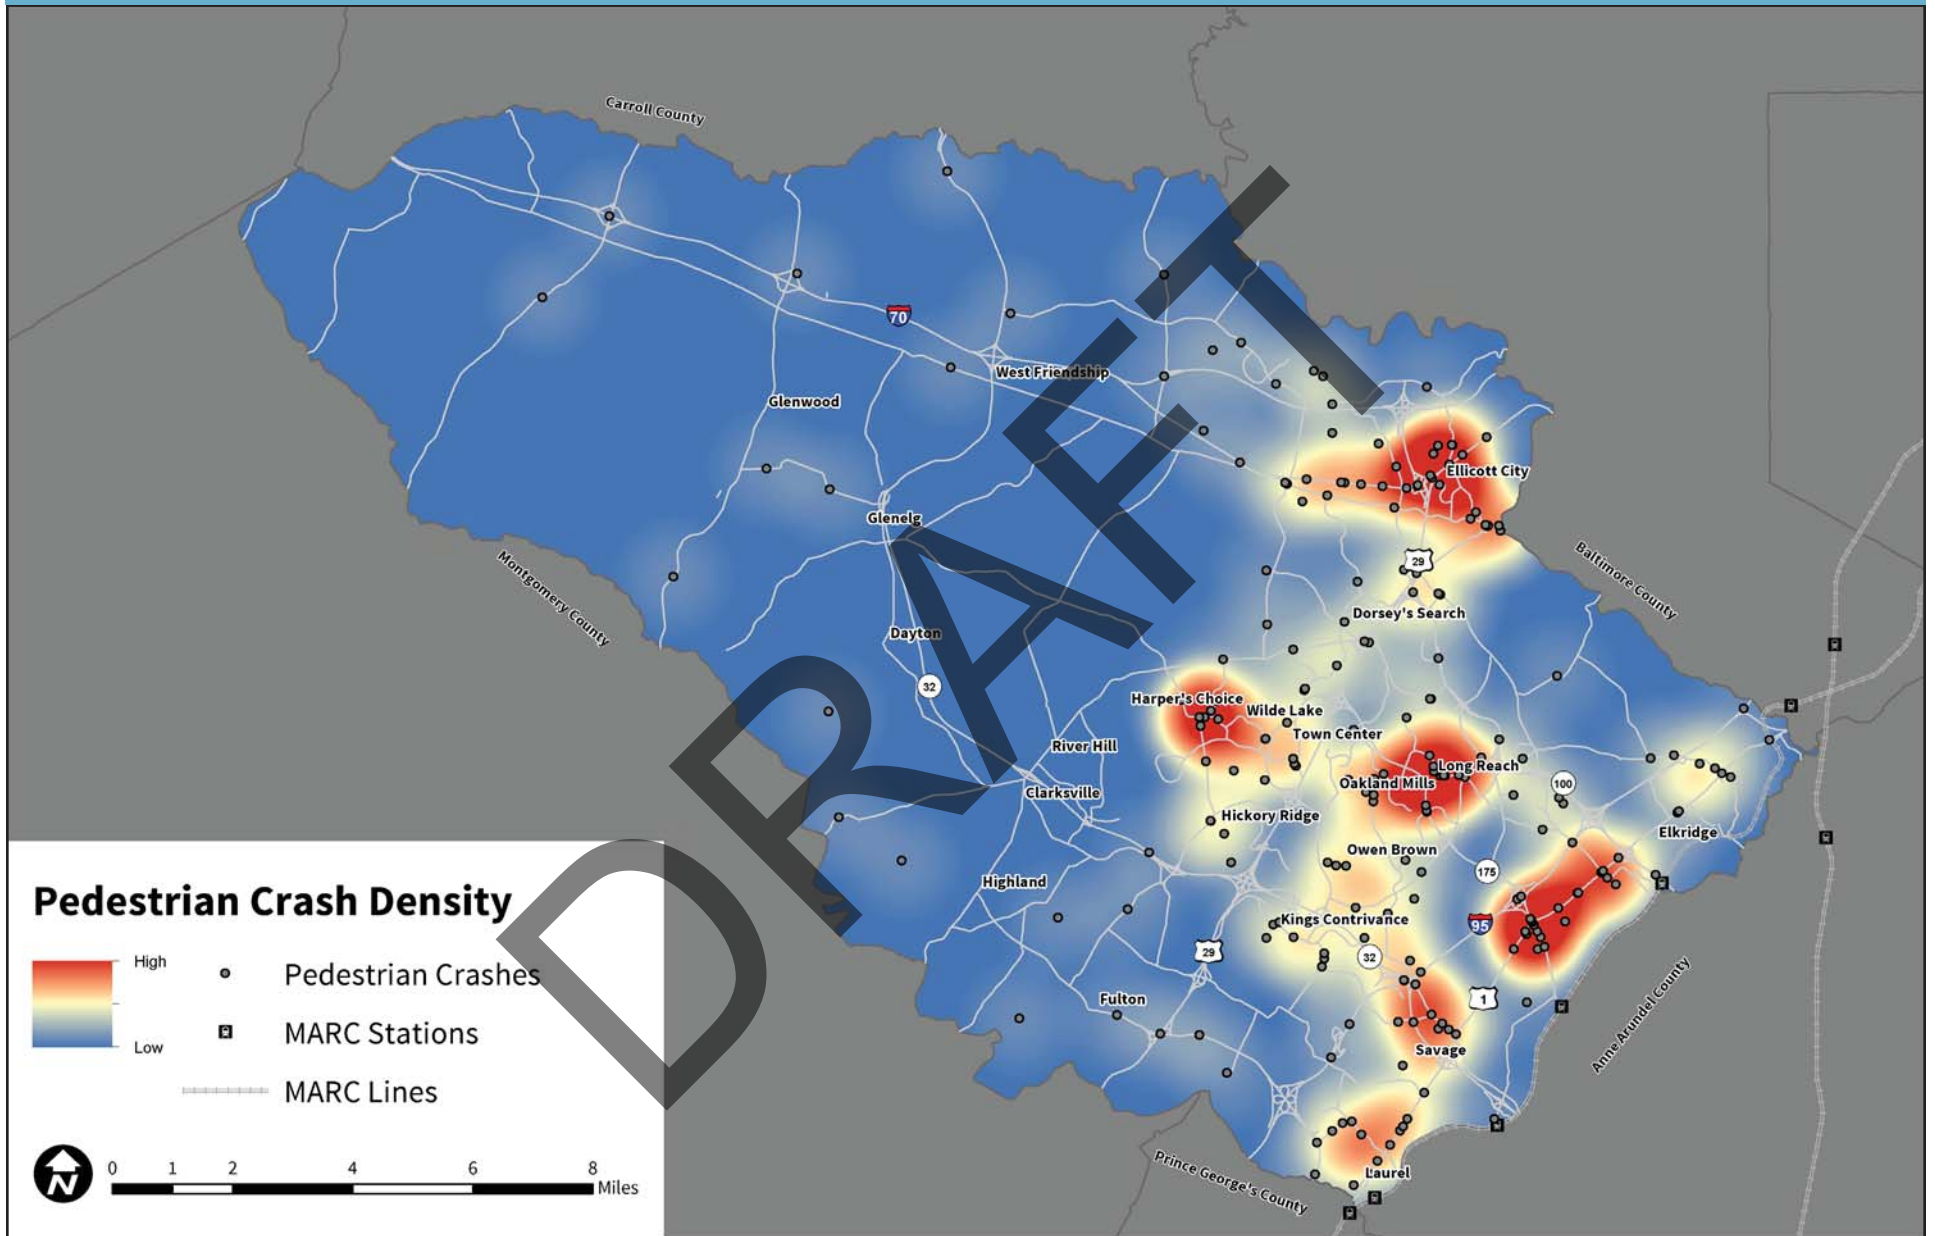 Carroll County
70
West Friendship
Glenwood
Ellicott City
Glenelg
Montgomery County
29
Baltimore County
Dorsey's Search
Dayton
32
Harper's Choice
Wilde Lake
Town Center
River Hill
Long Reach
Oakland Mills
100
Clarksville
Hickory Ridge
Elkridge
Owen Brown
175
Highland
Kings Contrivance
95
29
32
1
Fulton
Savage
Anne Arundel County
Prince George's County
Laurel
DRAFT
Pedestrian Crash Density
High
Low
Pedestrian Crashes
MARC Stations
MARC Lines
N
0 1 2 4 6 8
Miles